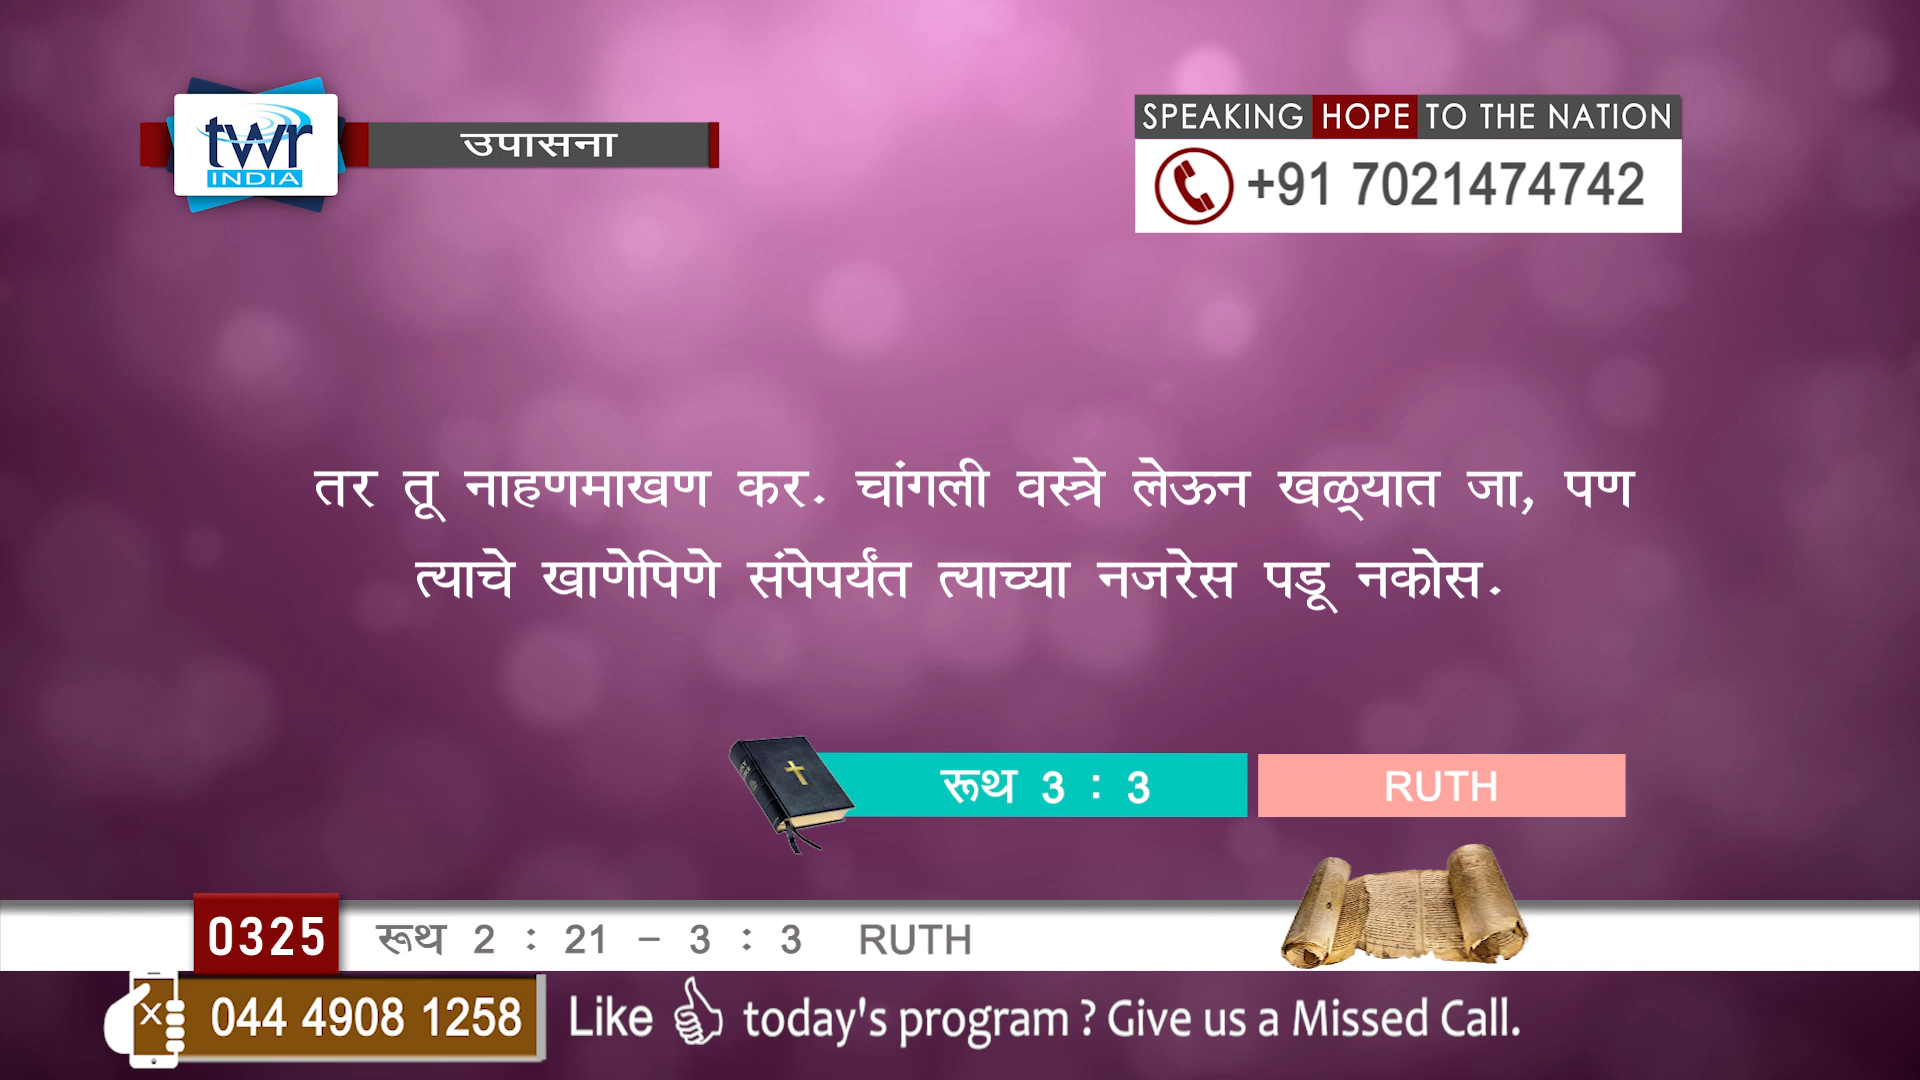 twr
INDIA
उपासना
SPEAKING HOPE TO THE NATION
+91 7021474742
तर तू नाहणमाखण कर. चांगली वस्त्रे लेऊन खळ्यात जा, पण
त्याचे खाणेपिणे संपेपर्यंत त्याच्या नजरेस पडू नकोस.
रूथ 3 : 3
RUTH
0325
रूथ 2 : 21 - 3 : 3 RUTH
044 4908 1258
Like today's program ? Give us a Missed Call.